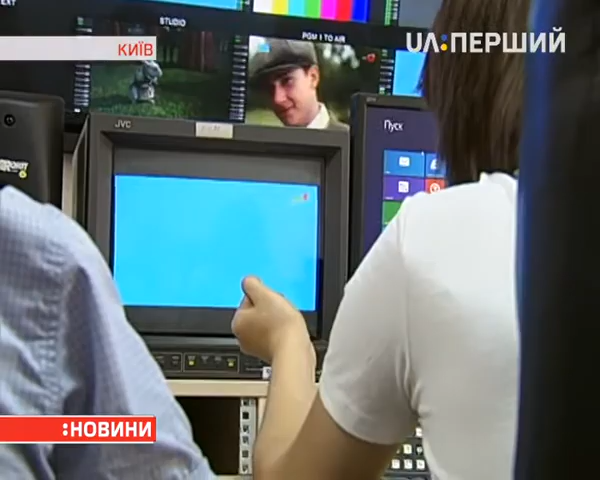 STUDIO
PGM 1 TO AIR
КИЇВ
UA:ПЕРШИЙ
JVC
Пуск
:НОВИНИ